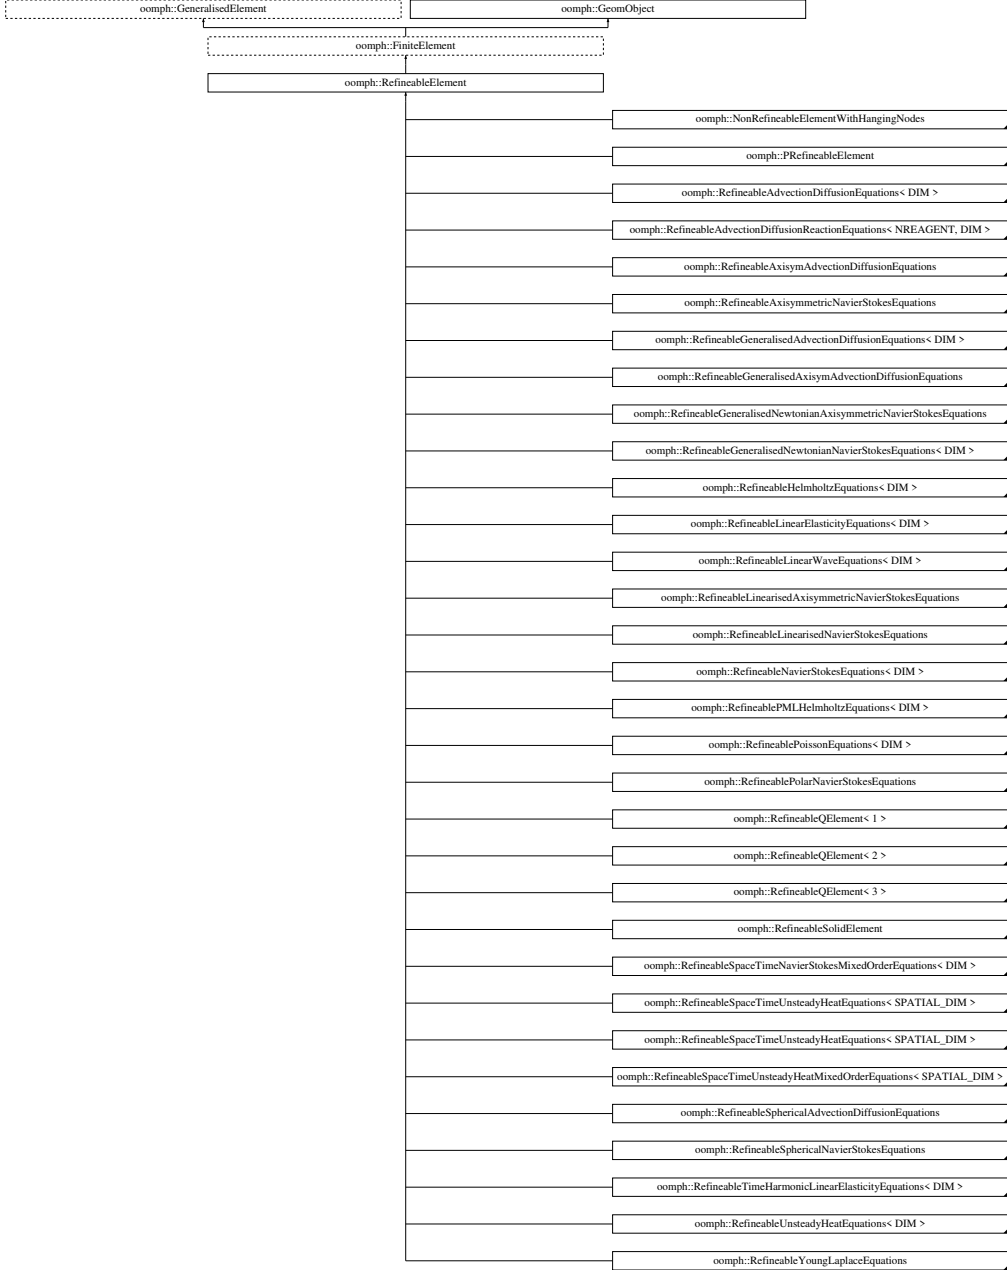 oomph::GeneralisedElement
oomph::GeomObject
oomph::FiniteElement
oomph::RefineableElement
oomph::NonRefineableElementWithHangingNodes
oomph::PRefineableElement
oomph::RefineableAdvectionDiffusionEquations< DIM >
oomph::RefineableAdvectionDiffusionReactionEquations< NREAGENT, DIM >
oomph::RefineableAxisymAdvectionDiffusionEquations
oomph::RefineableAxisymmetricNavierStokesEquations
oomph::RefineableGeneralisedAdvectionDiffusionEquations< DIM >
oomph::RefineableGeneralisedAxisymAdvectionDiffusionEquations
oomph::RefineableGeneralisedNewtonianAxisymmetricNavierStokesEquations
oomph::RefineableGeneralisedNewtonianNavierStokesEquations< DIM >
oomph::RefineableHelmholtzEquations< DIM >
oomph::RefineableLinearElasticityEquations< DIM >
oomph::RefineableLinearWaveEquations< DIM >
oomph::RefineableLinearisedAxisymmetricNavierStokesEquations
oomph::RefineableLinearisedNavierStokesEquations
oomph::RefineableNavierStokesEquations< DIM >
oomph::RefineablePMLHelmholtzEquations< DIM >
oomph::RefineablePoissonEquations< DIM >
oomph::RefineablePolarNavierStokesEquations
oomph::RefineableQElement< 1 >
oomph::RefineableQElement< 2 >
oomph::RefineableQElement< 3 >
oomph::RefineableSolidElement
oomph::RefineableSpaceTimeNavierStokesMixedOrderEquations< DIM >
oomph::RefineableSpaceTimeUnsteadyHeatEquations< SPATIAL_DIM >
oomph::RefineableSpaceTimeUnsteadyHeatEquations< SPATIAL_DIM >
oomph::RefineableSpaceTimeUnsteadyHeatMixedOrderEquations< SPATIAL_DIM >
oomph::RefineableSphericalAdvectionDiffusionEquations
oomph::RefineableSphericalNavierStokesEquations
oomph::RefineableTimeHarmonicLinearElasticityEquations< DIM >
oomph::RefineableUnsteadyHeatEquations< DIM >
oomph::RefineableYoungLaplaceEquations